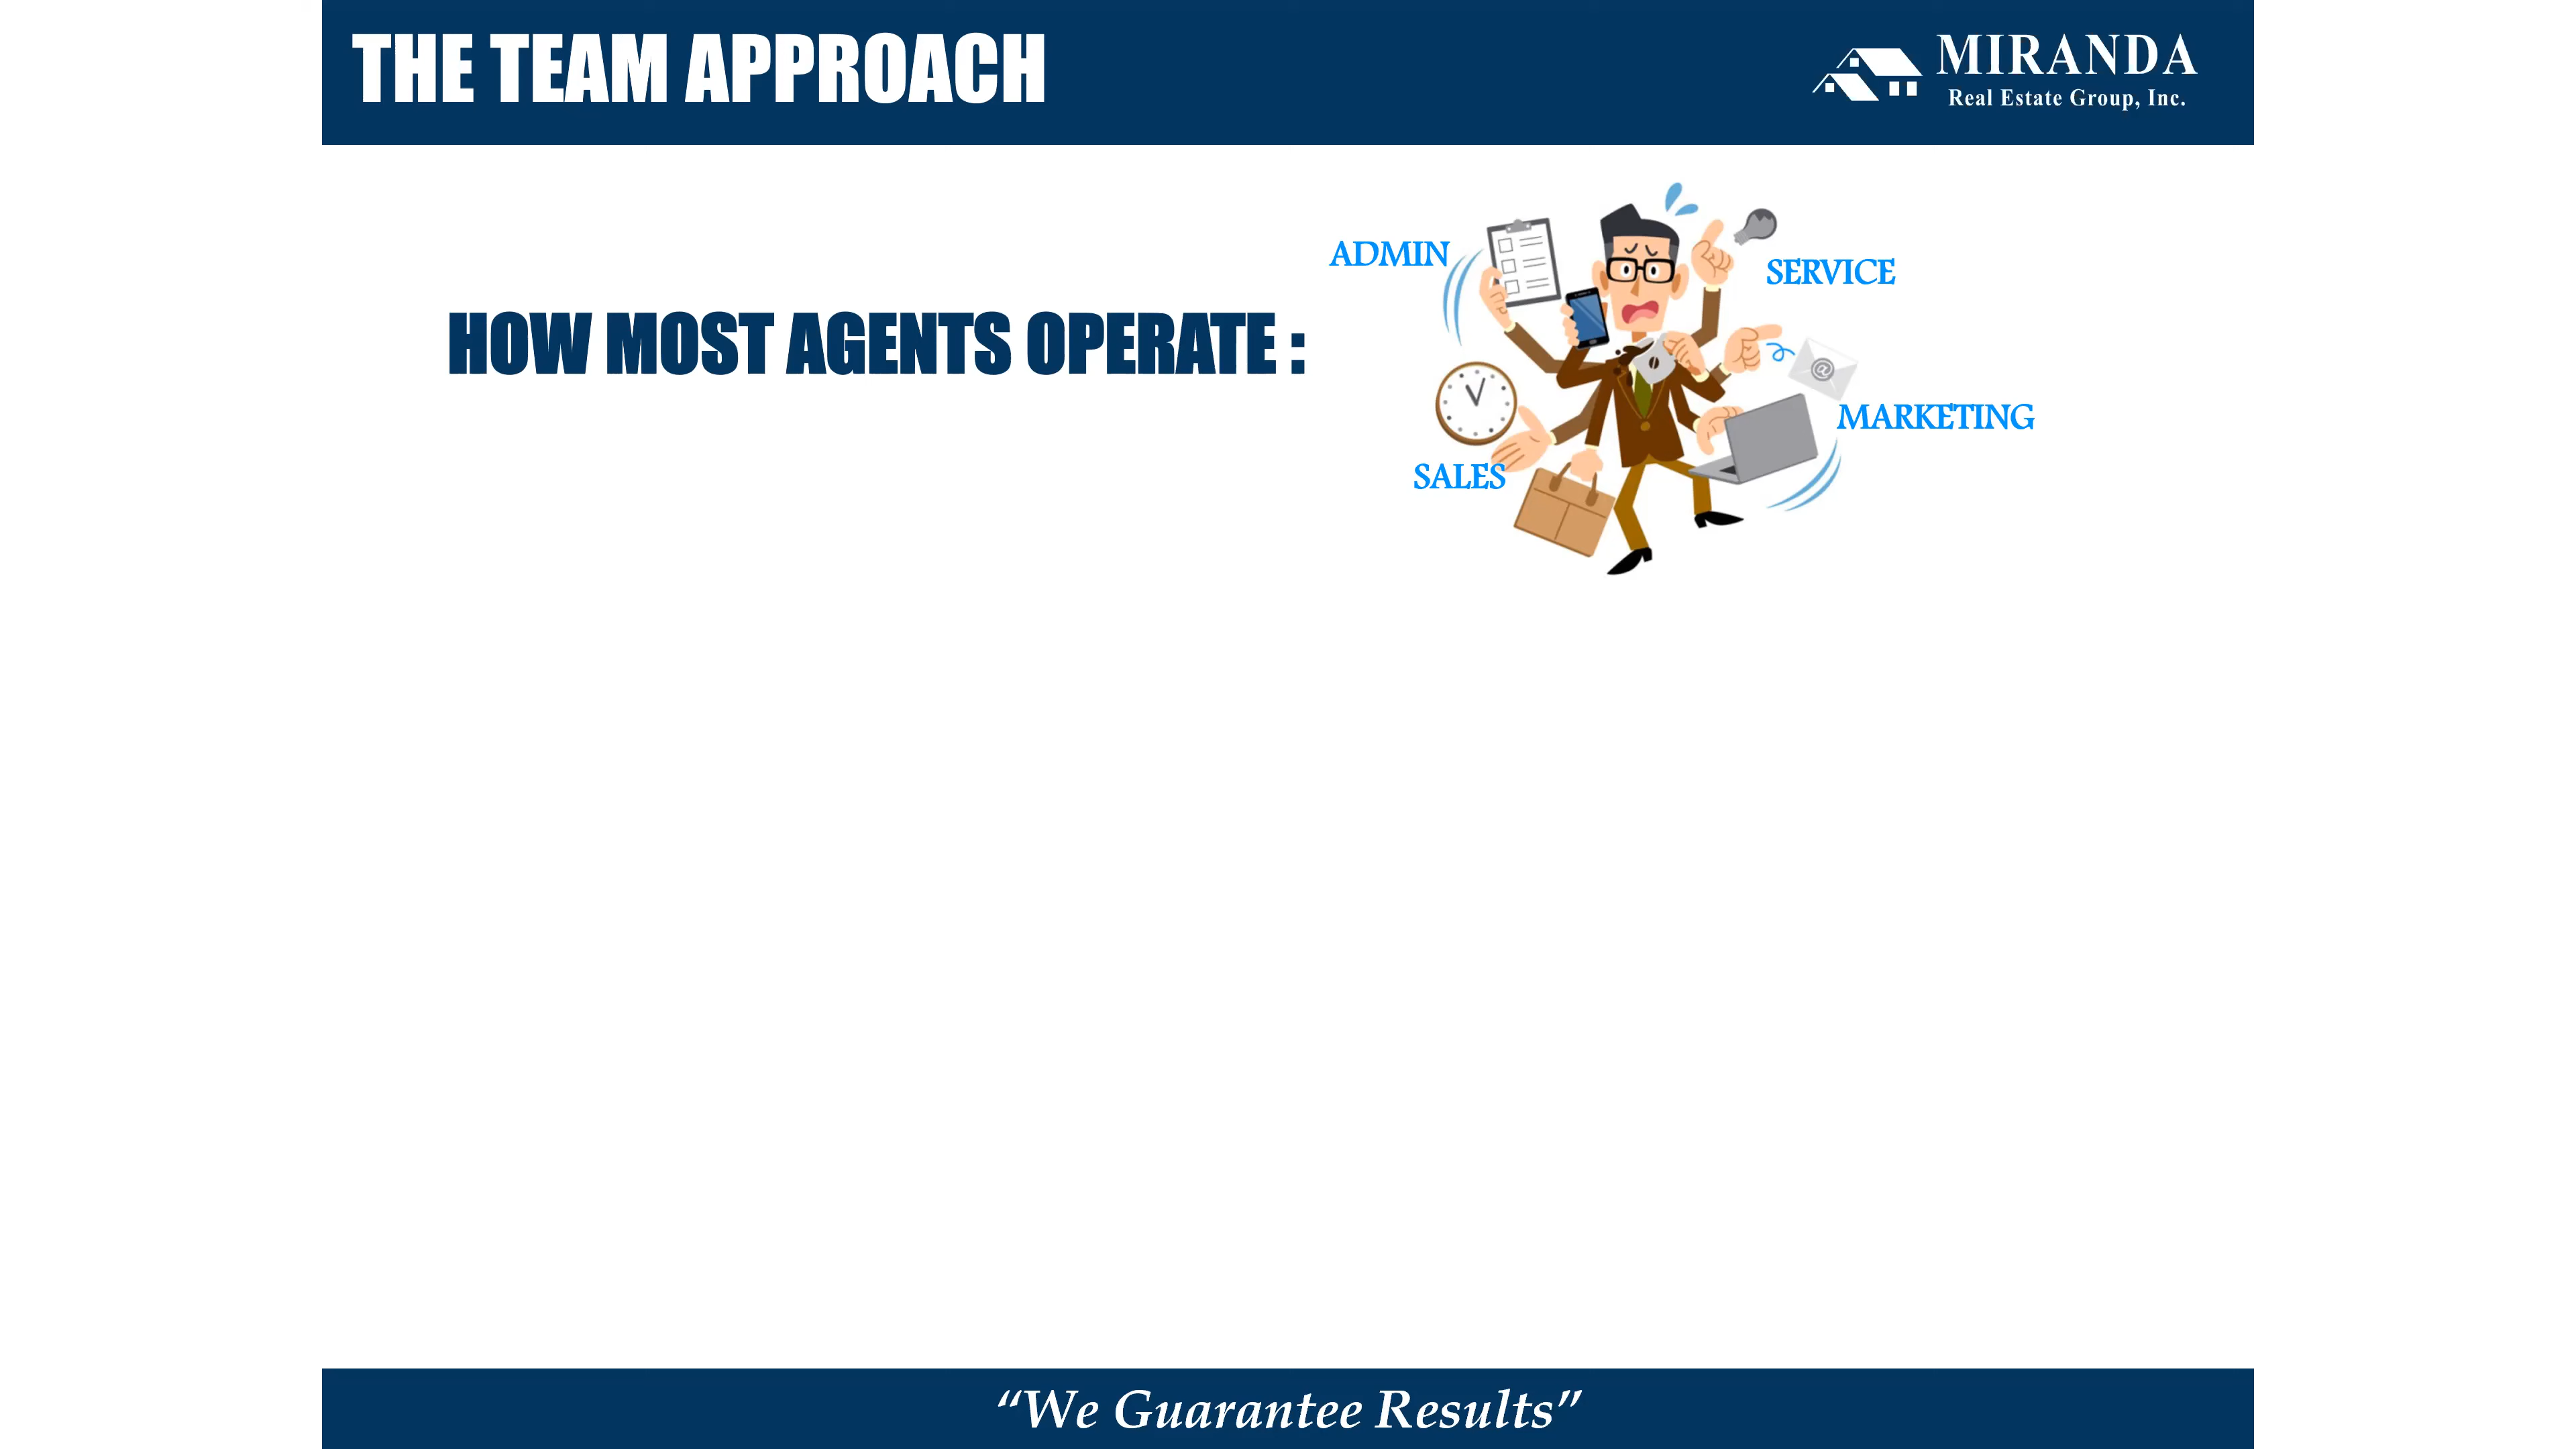 THE TEAM APPROACH
MIRANDA
Real Estate Group, Inc.
ADMIN
SERVICE
HOW MOST AGENTS OPERATE :
@
MARKETING
SALES
“We Guarantee Results”